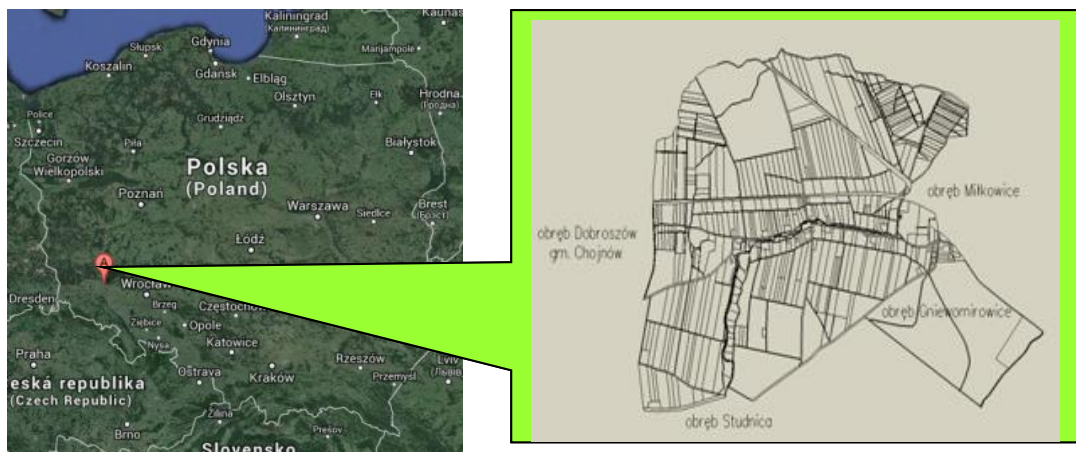 Kaliningrad
(Калининград)
Kaunas
Marijampolė
Gdynia
Słupsk
Koszalin
Gdańsk
Elbląg
Olsztyn
Ełk
Hrodna
(Гродна)
Police
Szczecin
Grudziądz
Białystok
Piła
Gorzów
Wielkopolski
Polska
(Poland)
Poznań
Warszawa
Siedlce
Brest
(Брэст)
Łódź
A
Wrocław
Dresden
Brzeg
Częstochow
Ziębice
Opole
Nysa
Katowice
Praha
Rzeszów
Lviv
(Львів)
Ostrava
Kraków
Przemyśl
eská republika
(Czech Republic)
Žilina
Brno
Prešov
Slovensko
obręb Miłkowice
obręb Dobroszów
gm. Chojnów
obręb Gniewomirowice
obręb Studnica